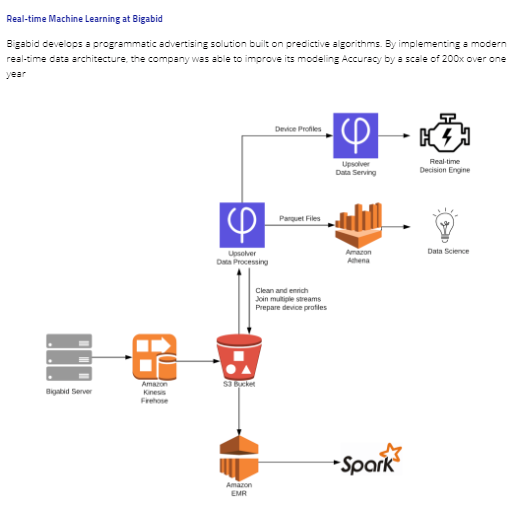 Real-time Machine Learning at Bigabid
Bigabid develops a programmatic advertising solution built on predictive algorithms. By implementing a modern
real-time data architecture, the company was able to improve its modeling Accuracy by a scale of 200x over one
year
Device Profiles
Upsolver
Data Serving
Real-time
Decision Engine
Parquet Files
Upsolver
Data Processing
Amazon
Athena
Data Science
Clean and enrich
Join multiple streams
Prepare device profiles
Bigabid Server
Amazon
Kinesis
Firehose
S3 Bucket
Spark
Amazon
EMR